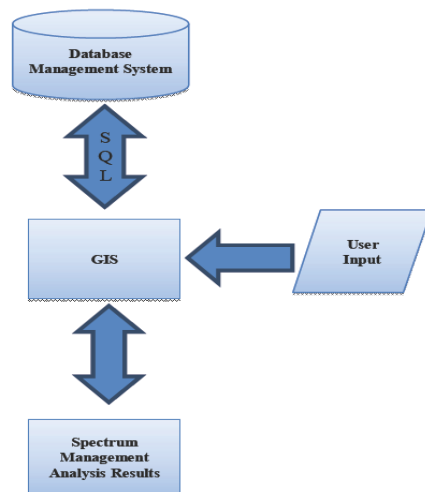 Database
Management System
S
Q
L
GIS
User
Input
Spectrum
Management
Analysis Results